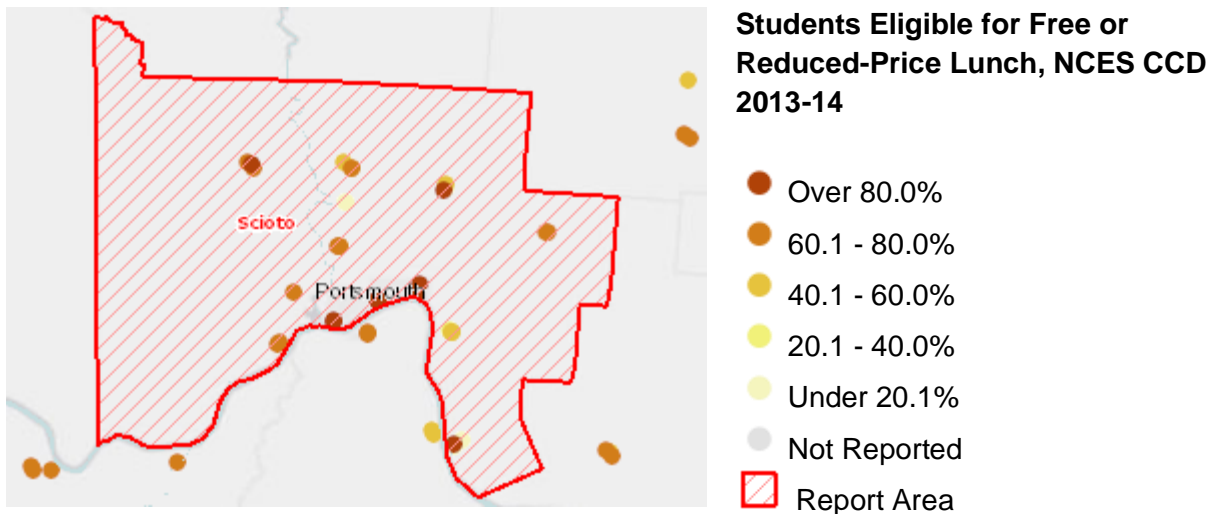 Students Eligible for Free or
Reduced-Price Lunch, NCES CCD
2013-14
Over 80.0%
60.1 - 80.0%
40.1 - 60.0%
20.1 - 40.0%
Under 20.1%
Not Reported
Report Area
Scioto
Portsmouth